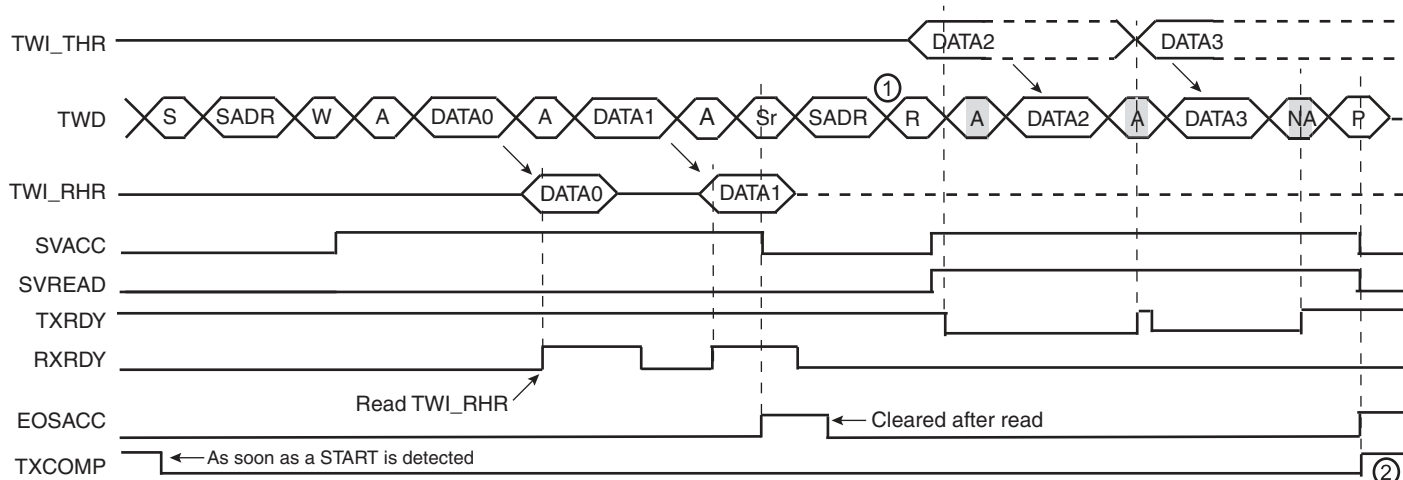 TWI_THR DATA2 DATA3
①
TWD S SADR W A DATA0 A DATA1 A Sr SADR R A DATA2 A DATA3 NA P
TWI_RHR DATA0 DATA1
SVACC
SVREAD
TXRDY
RXRDY
Read TWI_RHR
EOSACC Cleared after read
TXCOMP As soon as a START is detected ②